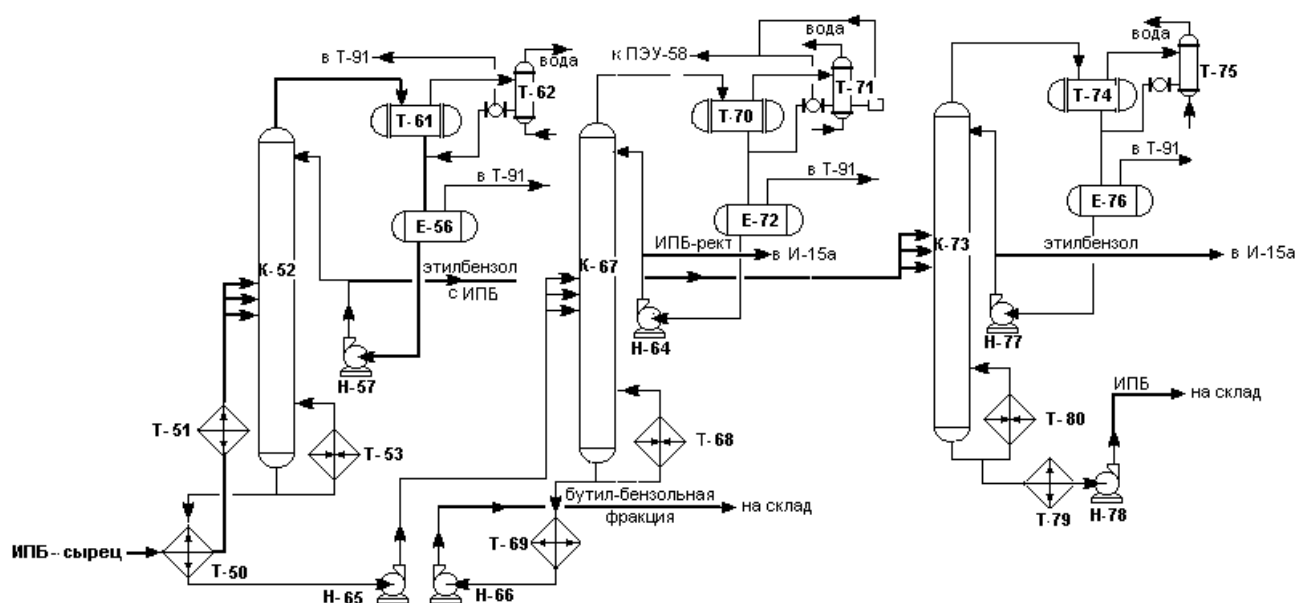 в Т-91
вода
Т-62
Т-61
к ПЭУ-58
вода
Т-71
Т-70
вода
Т-75
Т-74
в Т-91
Е-56
в Т-91
Е-72
в Т-91
Е-76
К-52
этилбензол
с ИПБ
К-67
ИПБ-рект
в И-15а
К-73
этилбензол
в И-15а
Н-57
Н-64
Н-77
Т-51
Т-53
Т-68
ИПБ
на склад
Т-80
бутил-бензольная
фракция
на склад
Т-79
Н-78
ИПБ--сырец
Т-50
Т-69
Н-65
Н-66